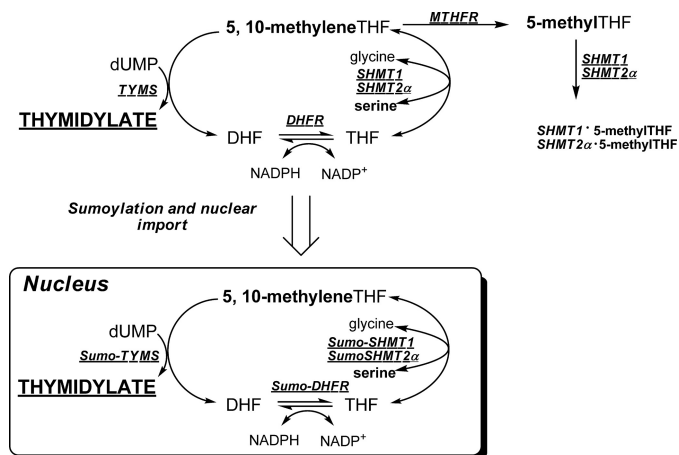 5, 10-methyleneTHF
MTHFR
5-methylTHF
dUMP
TYMS
THYMIDYLATE
glycine
SHMT1
SHMT2α
serine
SHMT1
SHMT2α
DHFR
DHF
THF
NADPH
NADP+
SHMT1· 5-methylTHF
SHMT2α·5-methylTHF
Sumoylation and nuclear
import
Nucleus
5, 10-methyleneTHF
dUMP
Sumo-TYMS
THYMIDYLATE
glycine
Sumo-SHMT1
SumoSHMT2α
serine
Sumo-DHFR
DHF
THF
NADPH
NADP+